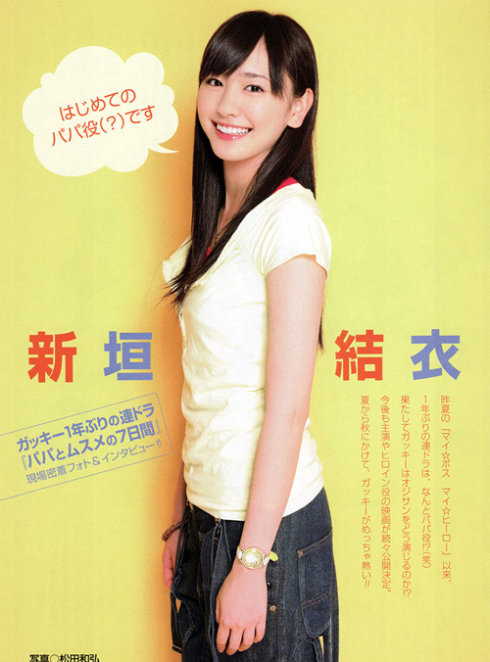 はじめての
パパ役(?)です
新垣 結衣
ガッキー1年ぶりの連ドラ
『パパとムスメの7日間』
現場密着フォト&インタビュー!!
昨夏の『マイ☆ボス マイ☆ヒーロー』以来、
1年ぶりの連ドラは、なんとパパ役!?(笑)
果たしてガッキーはオジサンをどう演じるのか!?
今後も主演やヒロイン役の映画が続々公開決定。
夏から秋にかけて、ガッキーがめっちゃ熱い!!
写真○松田和弘